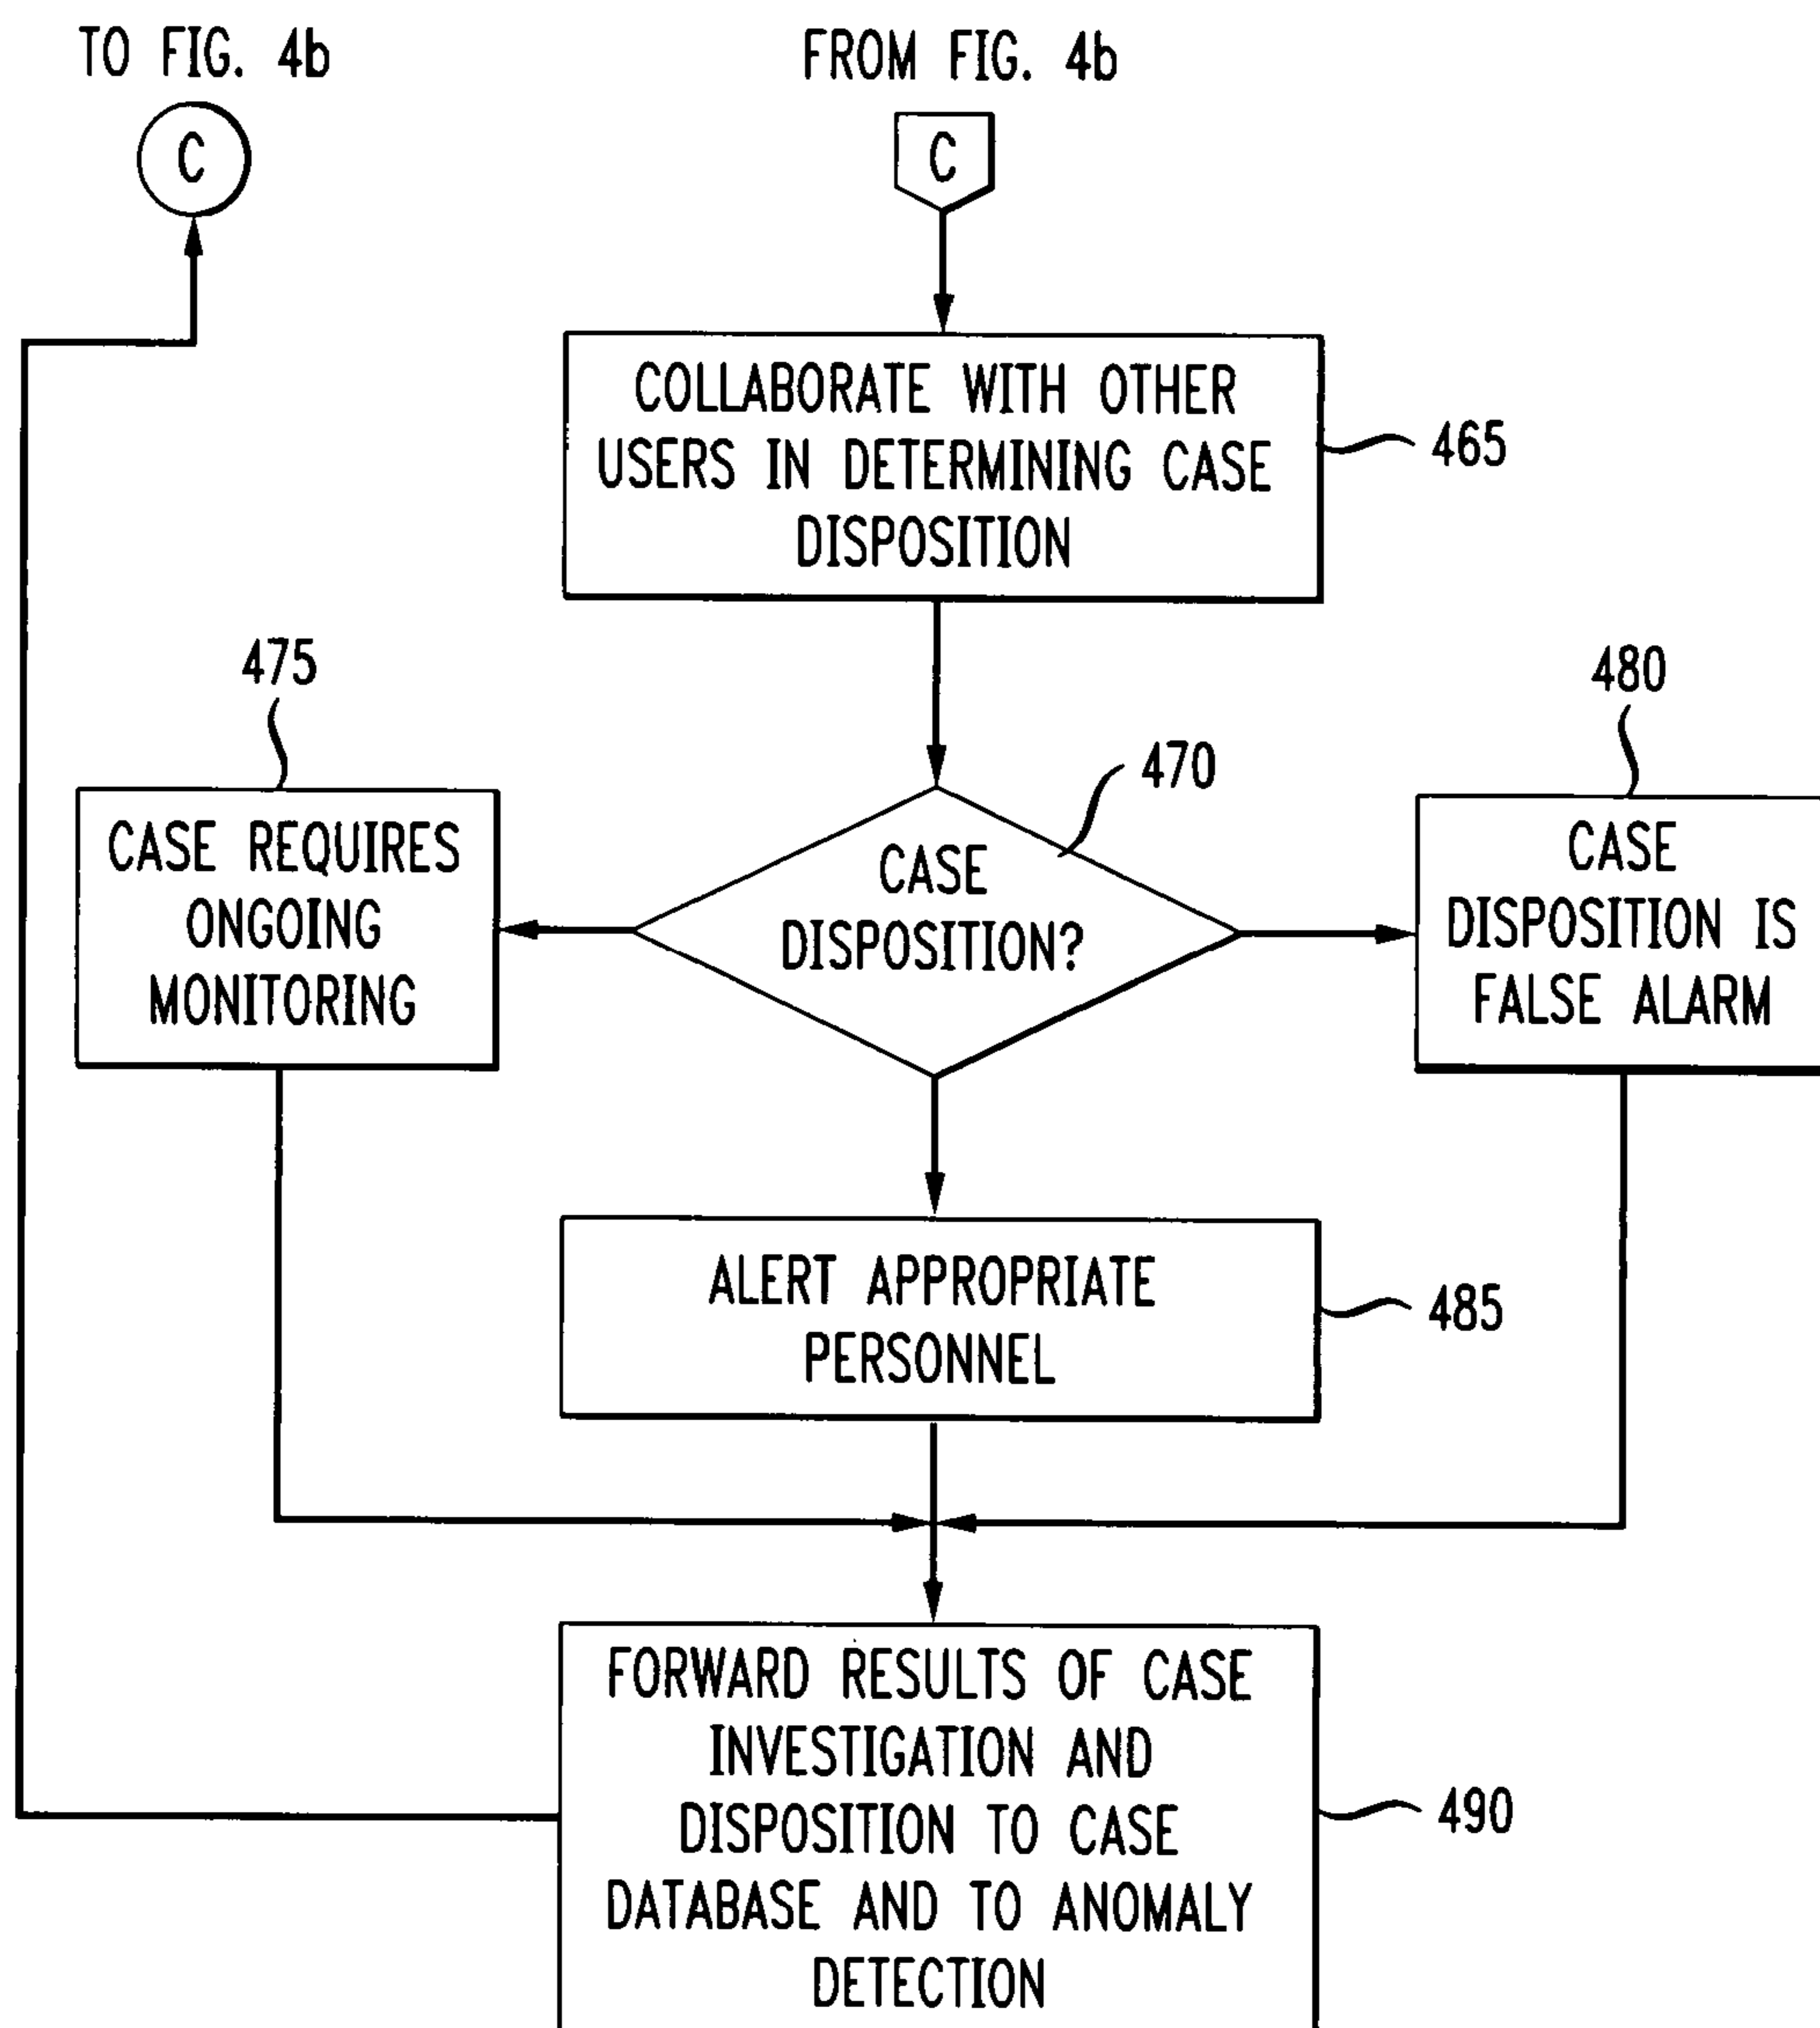 TO FIG. 4b
FROM FIG. 4b
C
C
COLLABORATE WITH OTHER
USERS IN DETERMINING CASE
DISPOSITION
465
475
480
470
CASE REQUIRES
ONGOING
MONITORING
CASE
DISPOSITION?
CASE
DISPOSITION IS
FALSE ALARM
ALERT APPROPRIATE
PERSONNEL
485
FORWARD RESULTS OF CASE
INVESTIGATION AND
DISPOSITION TO CASE
DATABASE AND TO ANOMALY
DETECTION
490